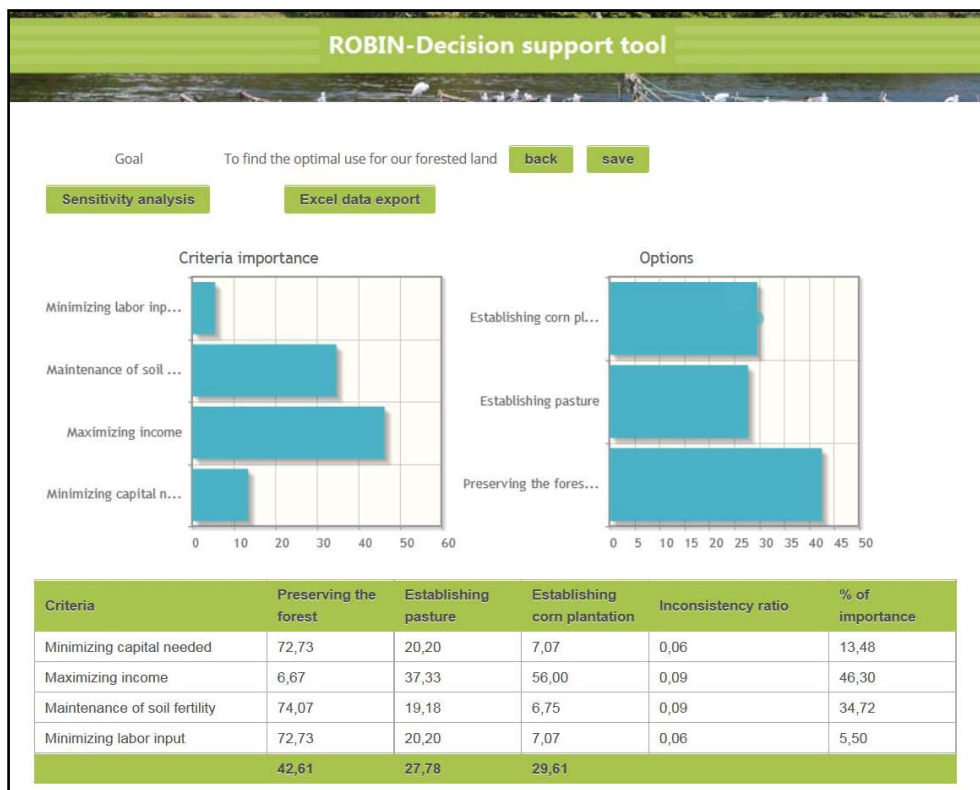 ROBIN-Decision support tool
Goal To find the optimal use for our forested land back save
Sensitivity analysis Excel data export
Criteria importance
Minimizing labor inp...
Maintenance of soil ...
Maximizing income
Minimizing capital n...
0 10 20 30 40 50 60
Options
Establishing corn pl...
Establishing pasture
Preserving the fores...
0 5 10 15 20 25 30 35 40 45 50
Criteria Preserving the forest Establishing pasture Establishing corn plantation Inconsistency ratio % of importance
Minimizing capital needed 72,73 20,20 7,07 0,06 13,48
Maximizing income 6,67 37,33 56,00 0,09 46,30
Maintenance of soil fertility 74,07 19,18 6,75 0,09 34,72
Minimizing labor input 72,73 20,20 7,07 0,06 5,50
42,61 27,78 29,61